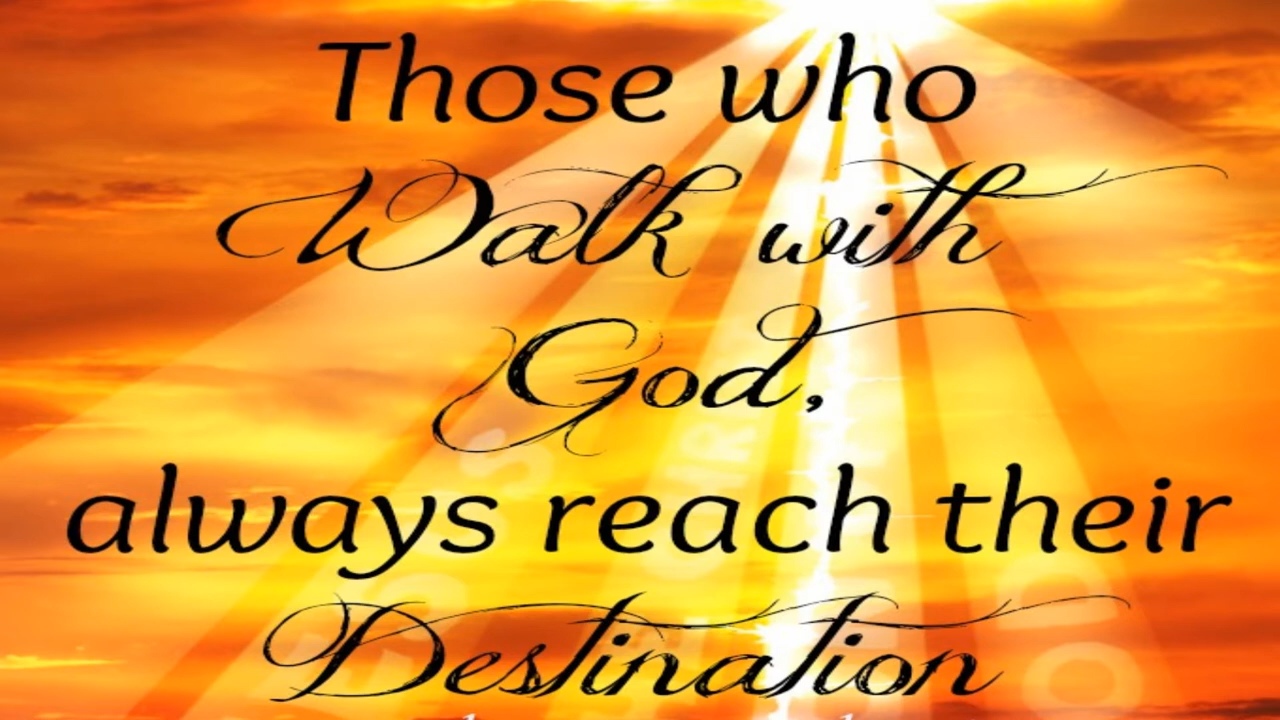 Those who
Walk with
God,
always reach their
Destination